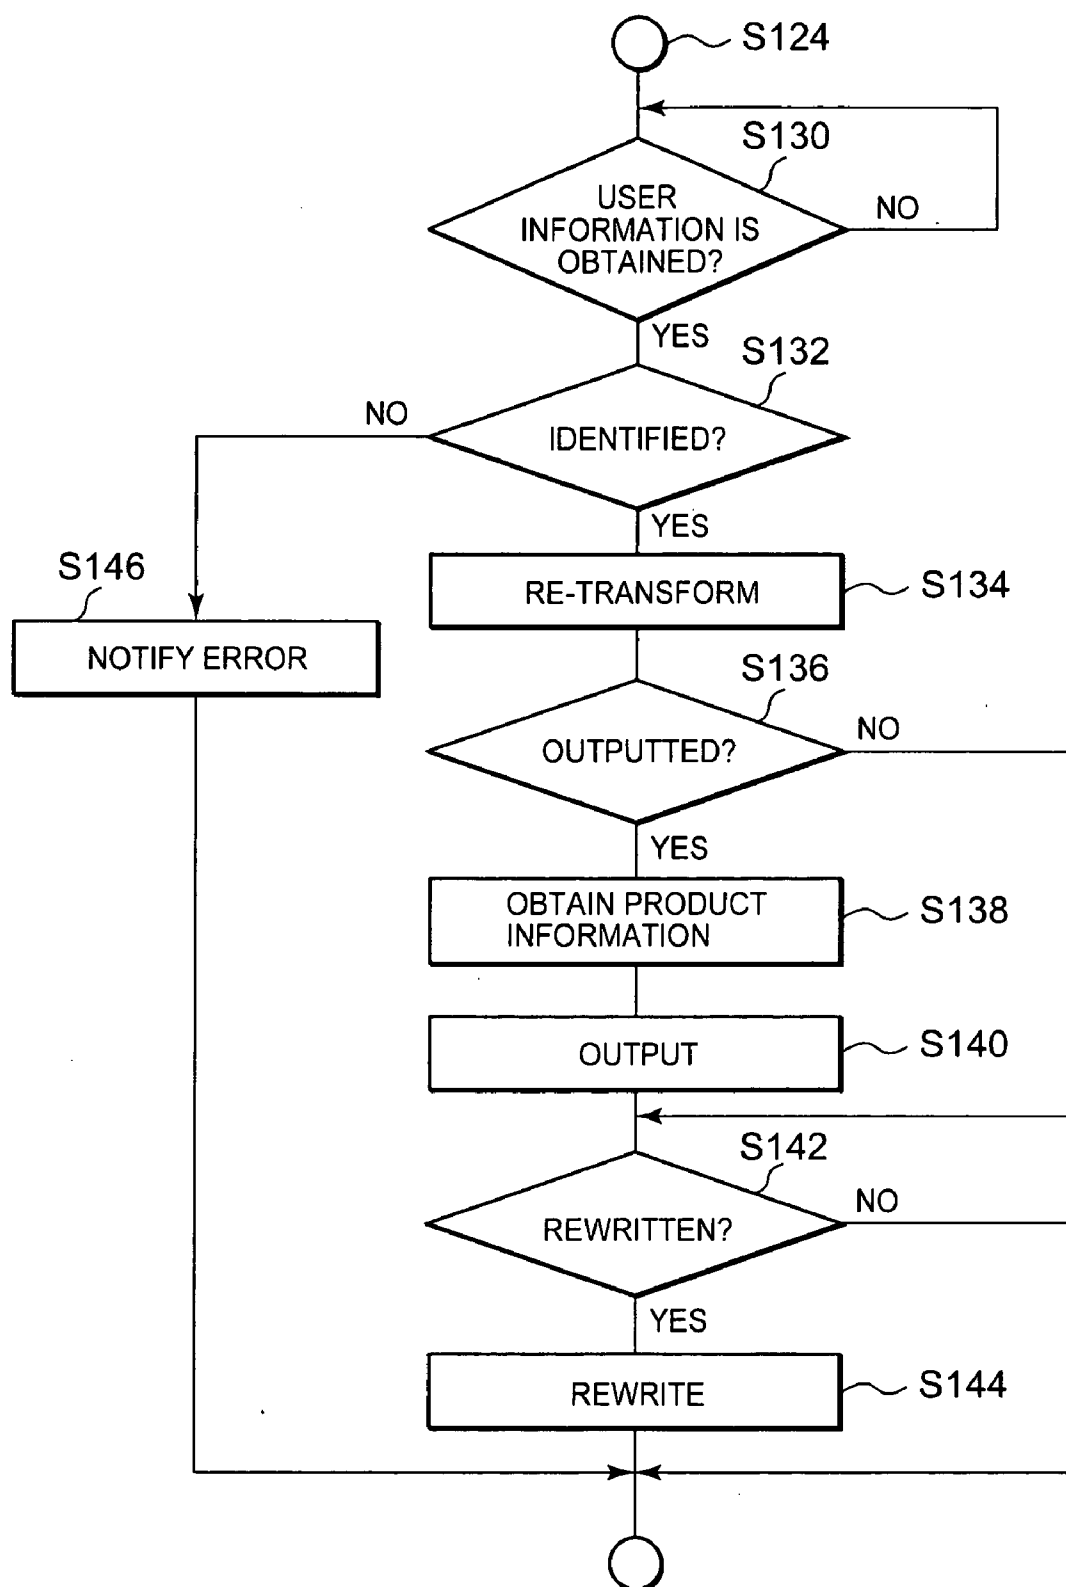 S124
S130
USER
INFORMATION IS
OBTAINED?
NO
YES
S132
NO
IDENTIFIED?
YES
S146
RE-TRANSFORM
S134
NOTIFY ERROR
S136
OUTPUTTED?
NO
YES
OBTAIN PRODUCT
INFORMATION
S138
OUTPUT
S140
S142
REWRITTEN?
NO
YES
REWRITE
S144